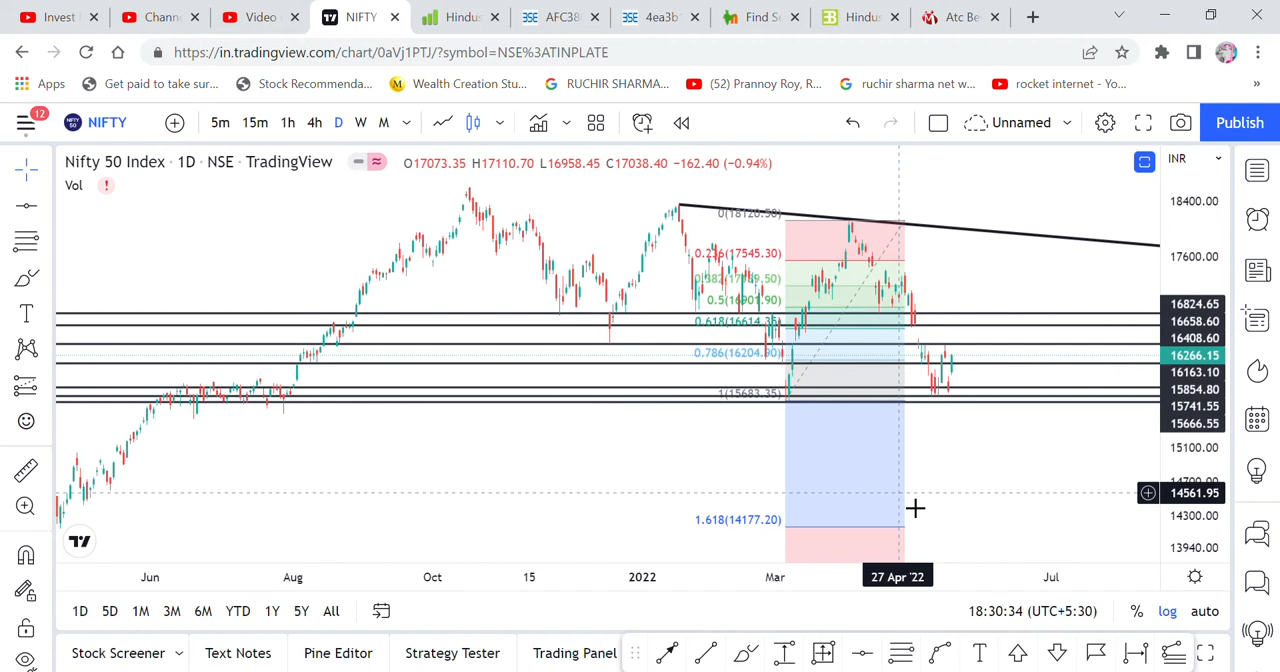 Invest i
Chann
Video
NIFTY
Hindus
AFC38
4ea3b
Find Se
Hindus
Atc Be
https://in.tradingview.com/chart/0aVj1PTJ/?symbol=NSE%3ATINPLATE
Apps Get paid to take sur... Stock Recommenda... Wealth Creation Stu... RUCHIR SHARMA... (52) Prannoy Roy, R... ruchir sharma net w... rocket internet - Yo... »
12
NIFTY 5m 15m 1h 4h D W M Unnamed Publish
Nifty 50 Index · 1D · NSE · TradingView O17073.35 H17110.70 L16958.45 C17038.40 −162.40 (−0.94%)
Vol !
INR
18400.00
17600.00
16824.65
16658.60
16408.60
16266.15
16163.10
15854.80
15741.55
15666.55
15100.00
14561.95
14300.00
13940.00
0(18120.50)
0.236(17545.30)
0.5(16901.90)
0.618(16614.35)
0.786(16204.90)
1(15683.35)
1.618(14177.20)
Jun Aug Oct 15 2022 Mar 27 Apr '22 Jul
1D 5D 1M 3M 6M YTD 1Y 5Y All 18:30:34 (UTC+5:30) % log auto
Stock Screener Text Notes Pine Editor Strategy Tester Trading Panel